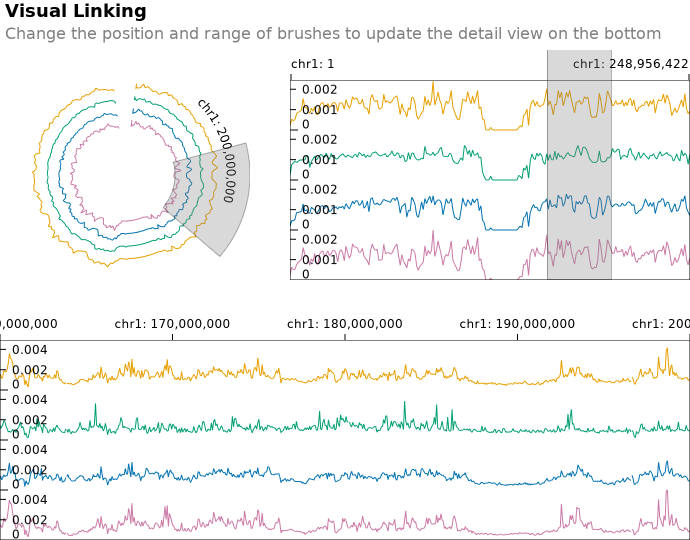 Visual Linking
Change the position and range of brushes to update the detail view on the bottom
chr1: 1
chr1: 248,956,422
chr1: 200,000,000
0.002
0.001
0
0.002
0.001
0
0.002
0.001
0
0.002
0.001
0
0,000,000
chr1: 170,000,000
chr1: 180,000,000
chr1: 190,000,000
chr1: 200
0.004
0.002
0
0.004
0.002
0
0.004
0.002
0
0.004
0.002
0